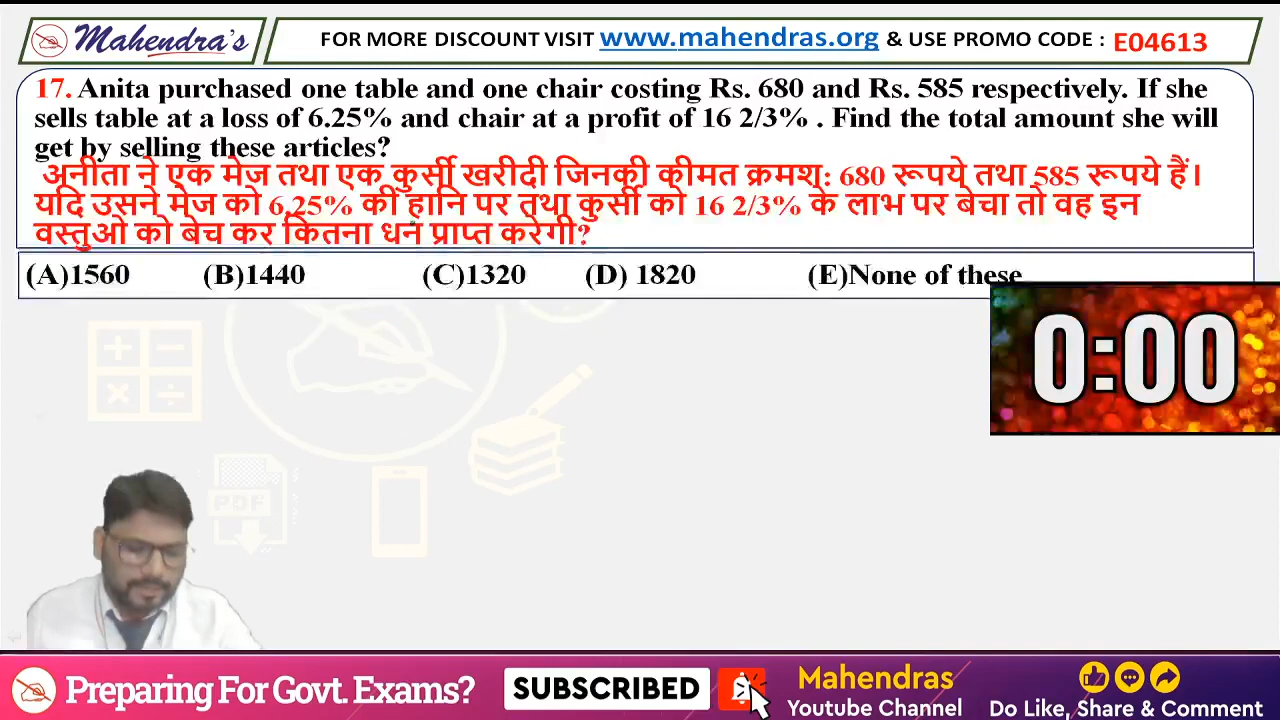 Mahendra's
FOR MORE DISCOUNT VISIT www.mahendras.org & USE PROMO CODE : E04613
17. Anita purchased one table and one chair costing Rs. 680 and Rs. 585 respectively. If she
sells table at a loss of 6.25% and chair at a profit of 16 2/3% . Find the total amount she will
get by selling these articles?
अनीता ने एक मेज तथा एक कुर्सी खरीदी जिनकी कीमत क्रमश: 680 रूपये तथा 585 रूपये हैं।
यदि उसने मेज को 6.25% की हानि पर तथा कुर्सी को 16 2/3% के लाभ पर बेचा तो वह इन
वस्तुओ को बेच कर कितना धन प्राप्त करेगी?
(A)1560 (B)1440 (C)1320 (D) 1820 (E)None of these
0:00
PDF
Preparing For Govt. Exams?
SUBSCRIBED
Mahendras
Youtube Channel
Do Like, Share & Comment